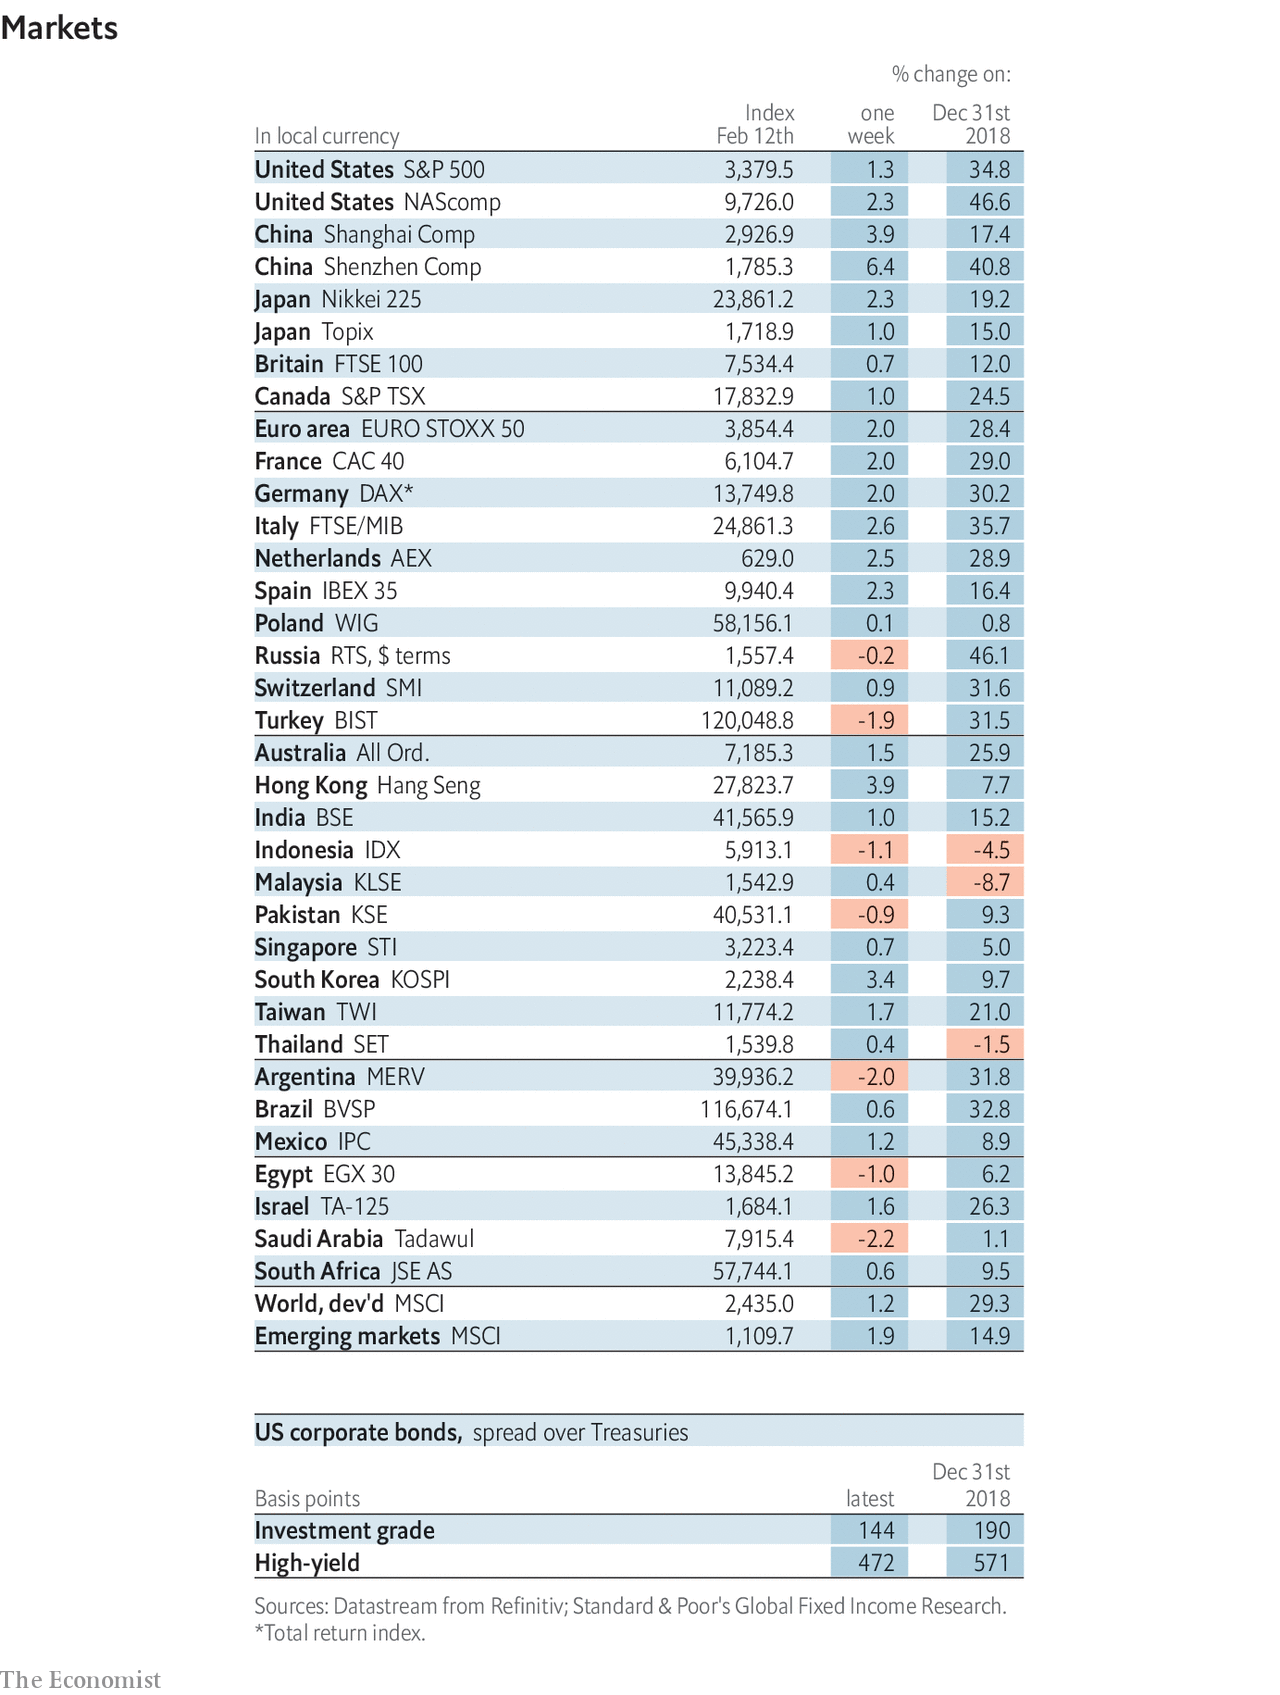 Markets
% change on:
Index one Dec 31st
In local currency Feb 12th week 2018
United States S&P 500 3,379.5 1.3 34.8
United States NAScomp 9,726.0 2.3 46.6
China Shanghai Comp 2,926.9 3.9 17.4
China Shenzhen Comp 1,785.3 6.4 40.8
Japan Nikkei 225 23,861.2 2.3 19.2
Japan Topix 1,718.9 1.0 15.0
Britain FTSE 100 7,534.4 0.7 12.0
Canada S&P TSX 17,832.9 1.0 24.5
Euro area EURO STOXX 50 3,854.4 2.0 28.4
France CAC 40 6,104.7 2.0 29.0
Germany DAX* 13,749.8 2.0 30.2
Italy FTSE/MIB 24,861.3 2.6 35.7
Netherlands AEX 629.0 2.5 28.9
Spain IBEX 35 9,940.4 2.3 16.4
Poland WIG 58,156.1 0.1 0.8
Russia RTS, $ terms 1,557.4 -0.2 46.1
Switzerland SMI 11,089.2 0.9 31.6
Turkey BIST 120,048.8 -1.9 31.5
Australia All Ord. 7,185.3 1.5 25.9
Hong Kong Hang Seng 27,823.7 3.9 7.7
India BSE 41,565.9 1.0 15.2
Indonesia IDX 5,913.1 -1.1 -4.5
Malaysia KLSE 1,542.9 0.4 -8.7
Pakistan KSE 40,531.1 -0.9 9.3
Singapore STI 3,223.4 0.7 5.0
South Korea KOSPI 2,238.4 3.4 9.7
Taiwan TWI 11,774.2 1.7 21.0
Thailand SET 1,539.8 0.4 -1.5
Argentina MERV 39,936.2 -2.0 31.8
Brazil BVSP 116,674.1 0.6 32.8
Mexico IPC 45,338.4 1.2 8.9
Egypt EGX 30 13,845.2 -1.0 6.2
Israel TA-125 1,684.1 1.6 26.3
Saudi Arabia Tadawul 7,915.4 -2.2 1.1
South Africa JSE AS 57,744.1 0.6 9.5
World, dev'd MSCI 2,435.0 1.2 29.3
Emerging markets MSCI 1,109.7 1.9 14.9
US corporate bonds, spread over Treasuries
Dec 31st
Basis points latest 2018
Investment grade 144 190
High-yield 472 571
Sources: Datastream from Refinitiv; Standard & Poor's Global Fixed Income Research.
*Total return index.
The Economist